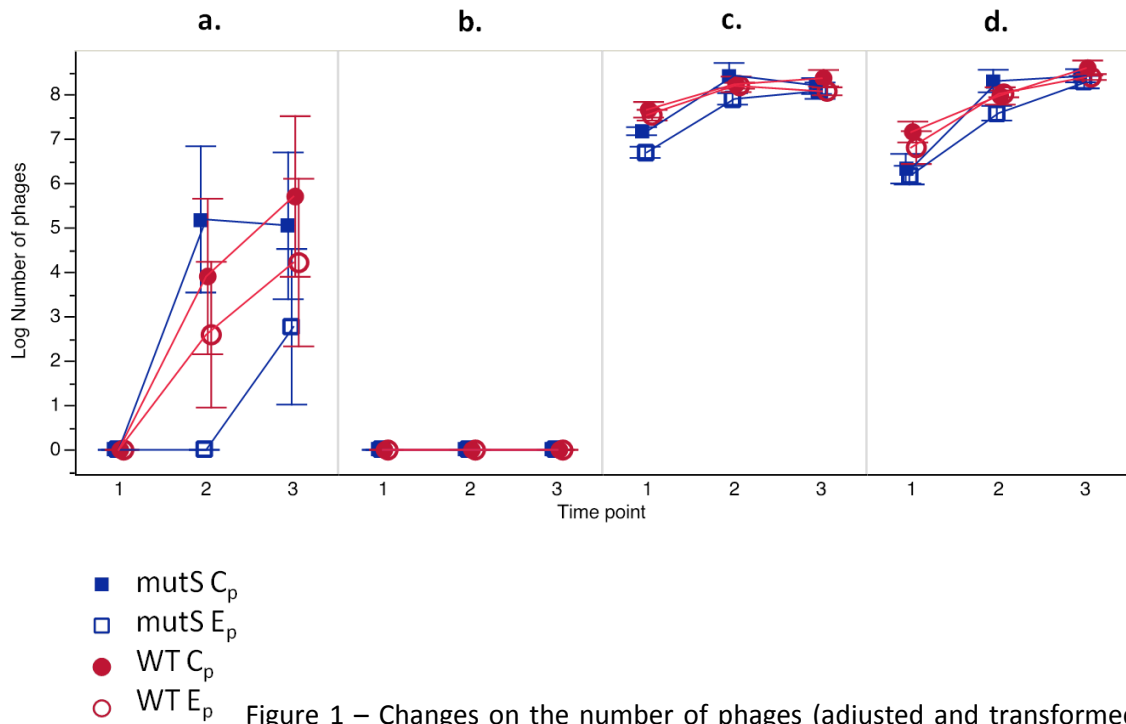 a. b. c. d.
Log Number of phages
8
7
6
5
4
3
2
1
0
1 2 3 1 2 3 1 2 3 1 2 3
Time point
mutS Cp
mutS Ep
WT Cp
WT Ep
Figure 1 – Changes on the number of phages (adjusted and transformed